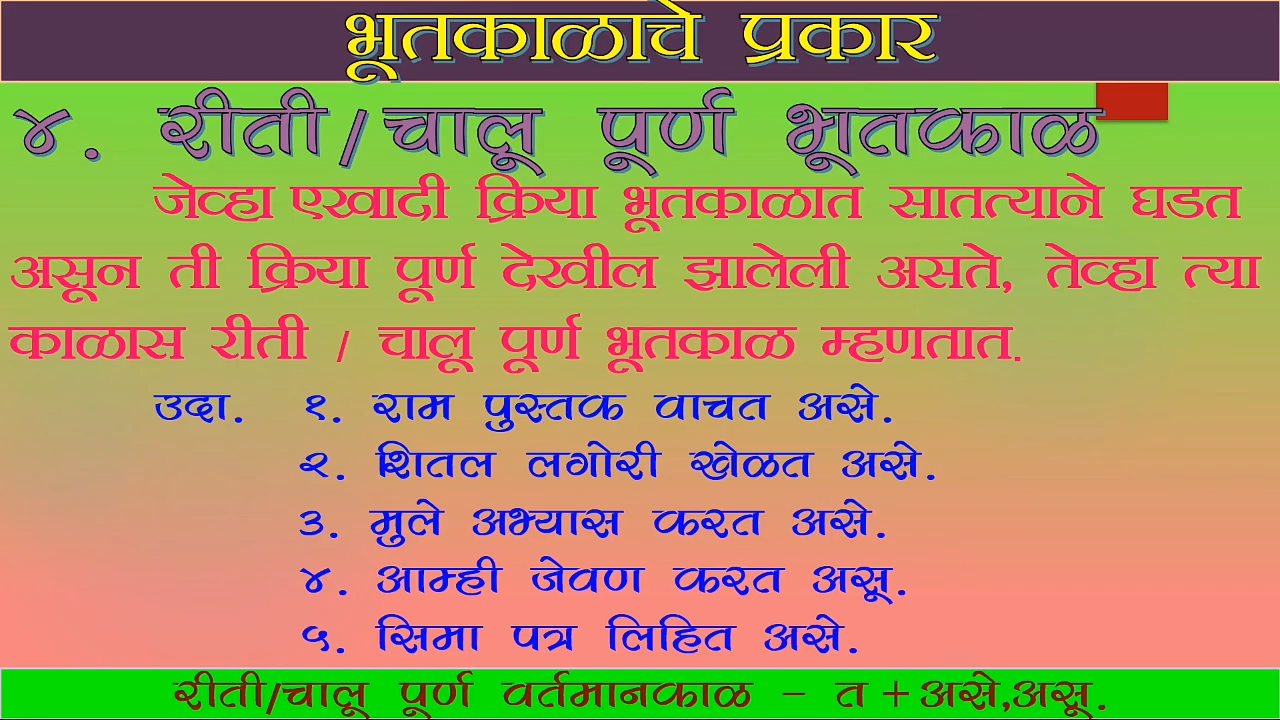 भूतकाळाचे प्रकार
४. रीती/चालू पूर्ण भूतकाळ
जेव्हा एखादी क्रिया भूतकाळात सातत्याने घडत
असून ती क्रिया पूर्ण देखील झालेली असते, तेव्हा त्या
काळास रीती / चालू पूर्ण भूतकाळ म्हणतात.
उदा. १. राम पुस्तक वाचत असे.
२. शितल लगोरी खेळत असे.
३. मुले अभ्यास करत असे.
४. आम्ही जेवण करत असू.
५. सिमा पत्र लिहित असे.
रीती/चालू पूर्ण वर्तमानकाळ - त + असे,असू.